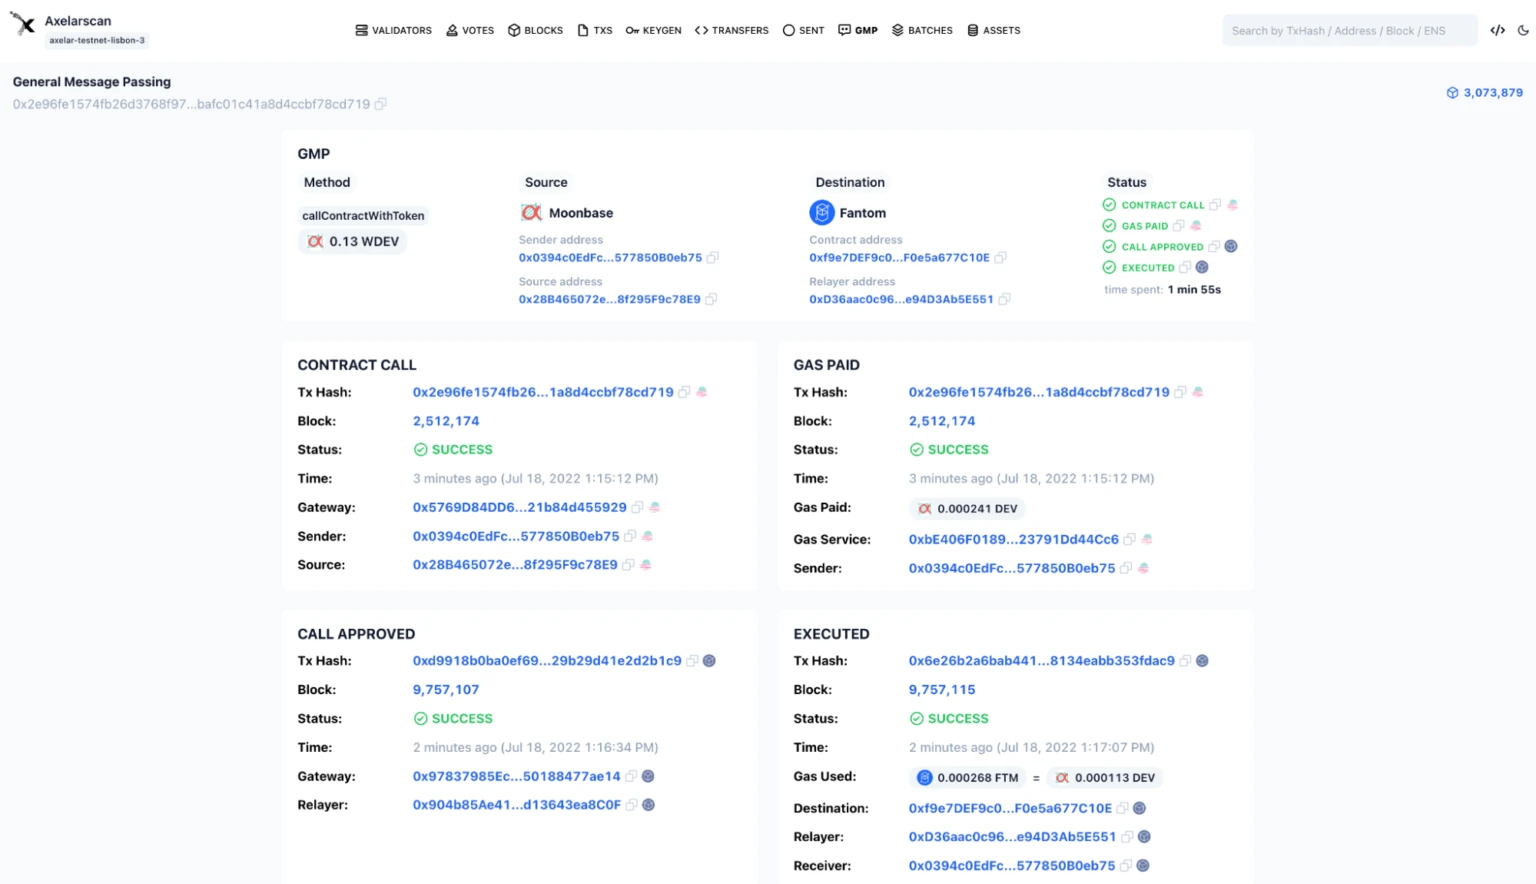 Axelarscan
axelar-testnet-lisbon-3
VALIDATORS VOTES BLOCKS TXS KEYGEN TRANSFERS SENT GMP BATCHES ASSETS
Search by TxHash / Address / Block / ENS
General Message Passing
0x2e96fe1574fb26d3768f97...bafc01c41a8d4ccbf78cd719
3,073,879
GMP
Method
callContractWithToken
0.13 WDEV
Source
Moonbase
Sender address
0x0394c0EdFc...577850B0eb75
Source address
0x28B465072e...8f295F9c78E9
Destination
Fantom
Contract address
0xf9e7DEF9c0...F0e5a677C10E
Relayer address
0xD36aac0c96...e94D3Ab5E551
Status
CONTRACT CALL
GAS PAID
CALL APPROVED
EXECUTED
time spent: 1 min 55s
CONTRACT CALL
Tx Hash: 0x2e96fe1574fb26...1a8d4ccbf78cd719
Block: 2,512,174
Status: SUCCESS
Time: 3 minutes ago (Jul 18, 2022 1:15:12 PM)
Gateway: 0x5769D84DD6...21b84d455929
Sender: 0x0394c0EdFc...577850B0eb75
Source: 0x28B465072e...8f295F9c78E9
GAS PAID
Tx Hash: 0x2e96fe1574fb26...1a8d4ccbf78cd719
Block: 2,512,174
Status: SUCCESS
Time: 3 minutes ago (Jul 18, 2022 1:15:12 PM)
Gas Paid: 0.000241 DEV
Gas Service: 0xbE406F0189...23791Dd44Cc6
Sender: 0x0394c0EdFc...577850B0eb75
CALL APPROVED
Tx Hash: 0xd9918b0ba0ef69...29b29d41e2d2b1c9
Block: 9,757,107
Status: SUCCESS
Time: 2 minutes ago (Jul 18, 2022 1:16:34 PM)
Gateway: 0x97837985Ec...50188477ae14
Relayer: 0x904b85Ae41...d13643ea8C0F
EXECUTED
Tx Hash: 0x6e26b2a6bab441...8134eabb353fdac9
Block: 9,757,115
Status: SUCCESS
Time: 2 minutes ago (Jul 18, 2022 1:17:07 PM)
Gas Used: 0.000268 FTM = 0.000113 DEV
Destination: 0xf9e7DEF9c0...F0e5a677C10E
Relayer: 0xD36aac0c96...e94D3Ab5E551
Receiver: 0x0394c0EdFc...577850B0eb75